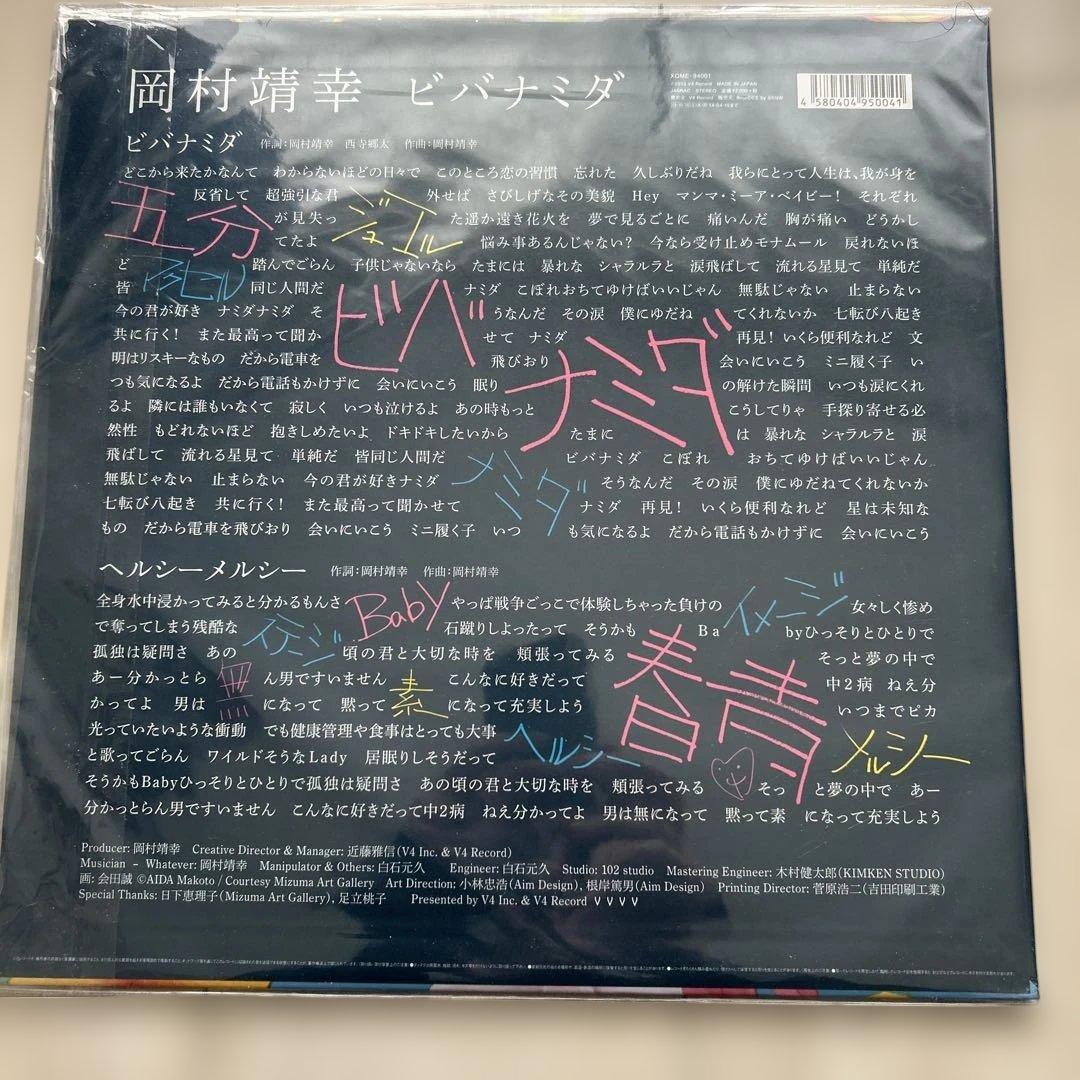 岡村靖幸 ビバナミダ
XQME-94001
4 580404 950041
ビバナミダ 作詞:岡村靖幸 西寺郷太 作曲:岡村靖幸
どこから来たかなんて わからないほどの日々で このところ恋の習慣 忘れた 久しぶりだね 我らにとって人生は、我が身を
五分 反省して 超強引な君 ジュエル 外せば さびしげなその美貌 Hey マンマ・ミーア・ベイビー! それぞれ
が見失っ た遥か遠き花火を 夢で見るごとに 痛いんだ 胸が痛い どうかし
てたよ 悩み事あるんじゃない? 今なら受け止めモナムール 戻れないほ
ど アクセル 踏んでごらん 子供じゃないなら たまには 暴れな シャラルラと 涙飛ばして 流れる星見て 単純だ
皆 同じ人間だ ビバ ナミダ こぼれおちてゆけばいいじゃん 無駄じゃない 止まらない
今の君が好き ナミダナミダ そ うなんだ その涙 僕にゆだね てくれないか 七転び八起き
共に行く! また最高って聞か せて ナミダ ナミダ 再見! いくら便利なれど 文
明はリスキーなもの だから電車を 飛びおり 会いにいこう ミニ履く子 い
つも気になるよ だから電話もかけずに 会いにいこう 眠り の解けた瞬間 いつも涙にくれ
るよ 隣には誰もいなくて 寂しく いつも泣けるよ あの時もっと こうしてりゃ 手探り寄せる必
然性 もどれないほど 抱きしめたいよ ドキドキしたいから たまに は 暴れな シャラルラと 涙
飛ばして 流れる星見て 単純だ 皆同じ人間だ ビバナミダ こぼれ おちてゆけばいいじゃん
無駄じゃない 止まらない 今の君が好きナミダ ナミダ そうなんだ その涙 僕にゆだねてくれないか
七転び八起き 共に行く! また最高って聞かせて ナミダ 再見! いくら便利なれど 星は未知な
もの だから電車を飛びおり 会いにいこう ミニ履く子 いつ も気になるよ だから電話もかけずに 会いにいこう
ヘルシーメルシー 作詞:岡村靖幸 作曲:岡村靖幸
全身水中浸かってみると分かるもんさ Baby やっぱ戦争ごっこで体験しちゃった負けの イメージ 女々しく惨め
で奪ってしまう残酷な ステージ 石蹴りしよったって そうかも Ba byひっそりとひとりで
孤独は疑問さ あの 頃の君と大切な時を 頬張ってみる 春 青 そっと夢の中で
あー分かっとら 無 ん男ですいません こんなに好きだって 中2病 ねえ分
かってよ 男は になって 黙って 素 になって充実しよう いつまでピカ
光っていたいような衝動 でも健康管理や食事はとっても大事 ヘルシー メルシー
と歌ってごらん ワイルドそうなLady 居眠りしそうだって
そうかもBabyひっそりとひとりで孤独は疑問さ あの頃の君と大切な時を 頬張ってみる そっ と夢の中で あー
分かっとらん男ですいません こんなに好きだって中2病 ねえ分かってよ 男は無になって 黙って素 になって充実しよう
Producer: 岡村靖幸 Creative Director & Manager: 近藤雅信(V4 Inc. & V4 Record)
Musician - Whatever: 岡村靖幸 Manipulator & Others: 白石元久 Engineer: 白石元久 Studio: 102 studio Mastering Engineer: 木村健太郎(KIMKEN STUDIO)
画: 会田誠 ©AIDA Makoto / Courtesy Mizuma Art Gallery Art Direction: 小林忠浩(Aim Design), 根岸篤男(Aim Design) Printing Director: 菅原浩二(吉田印刷工業)
Special Thanks: 日下恵理子(Mizuma Art Gallery), 足立桃子 Presented by V4 Inc. & V4 Record VVVV